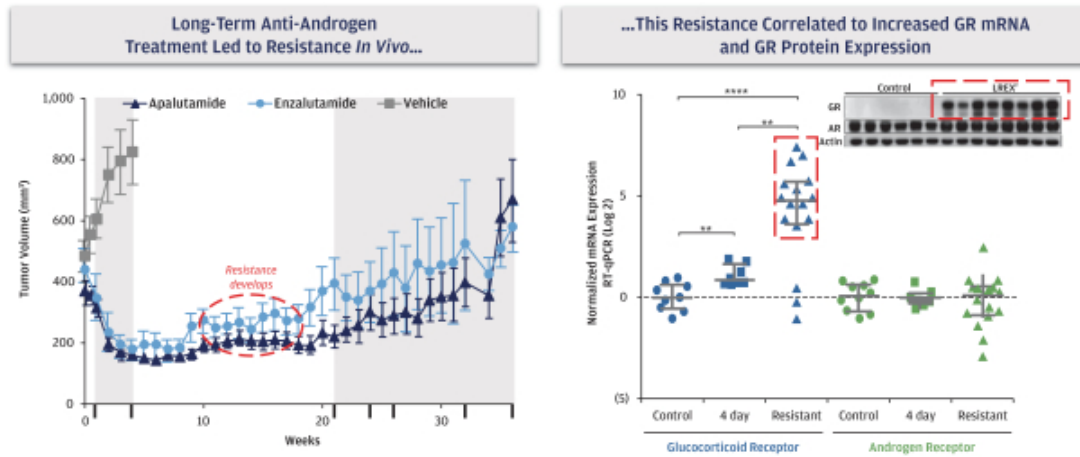 Long-Term Anti-Androgen
Treatment Led to Resistance In Vivo...
...This Resistance Correlated to Increased GR mRNA
and GR Protein Expression
Apalutamide
Enzalutamide
Vehicle
Tumor Volume (mm³)
1,000
800
600
400
200
0
Resistance
develops
0
10
20
30
Weeks
Normalized mRNA Expression
RT-qPCR (Log 2)
10
5
0
(5)
****
**
**
Control
LREX'
GR
AR
Actin
Control
4 day
Resistant
Control
4 day
Resistant
Glucocorticoid Receptor
Androgen Receptor